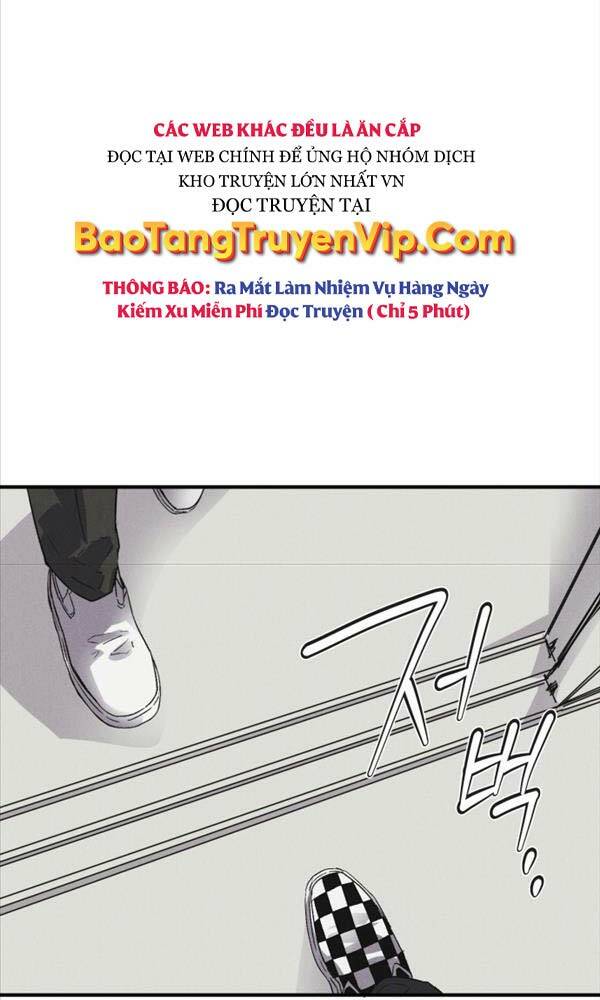 CÁC WEB KHÁC ĐỀU LÀ ĂN CẮP
ĐỌC TẠI WEB CHÍNH ĐỂ ỦNG HỘ NHÓM DỊCH
KHO TRUYỆN LỚN NHẤT VN
ĐỌC TRUYỆN TẠI
BaoTangTruyenVip.Com
THÔNG BÁO: Ra Mắt Làm Nhiệm Vụ Hàng Ngày
Kiếm Xu Miễn Phí Đọc Truyện ( Chỉ 5 Phút)
저벅.